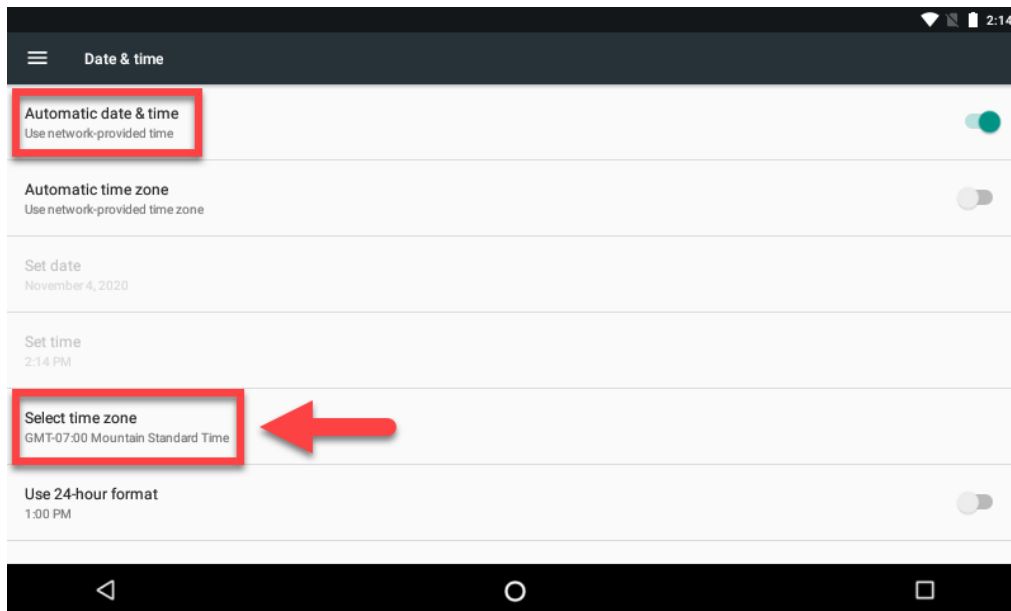 2:14
Date & time
Automatic date & time
Use network-provided time
Automatic time zone
Use network-provided time zone
Set date
November 4, 2020
Set time
2:14 PM
Select time zone
GMT-07:00 Mountain Standard Time
Use 24-hour format
1:00 PM